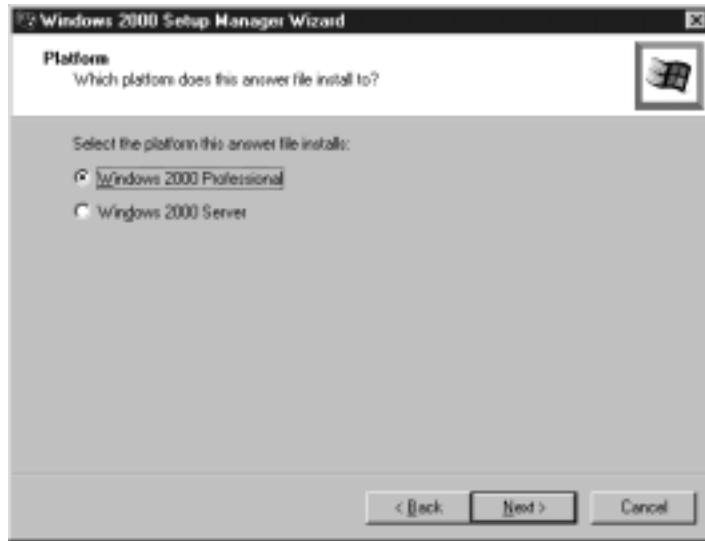 Windows 2000 Setup Manager Wizard
Platform
Which platform does this answer file install to?
Select the platform this answer file installs:
Windows 2000 Professional
Windows 2000 Server
< Back Next > Cancel